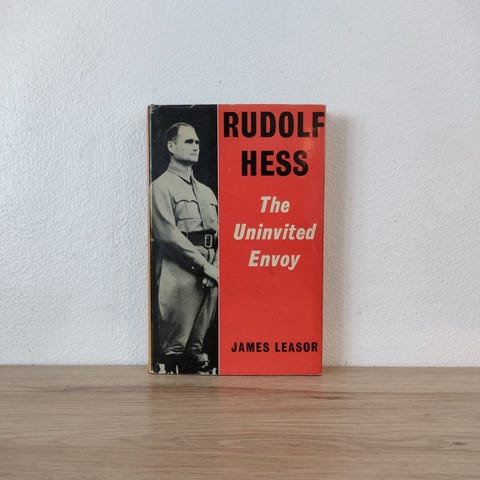 RUDOLF
HESS
The
Uninvited
Envoy
JAMES LEASOR